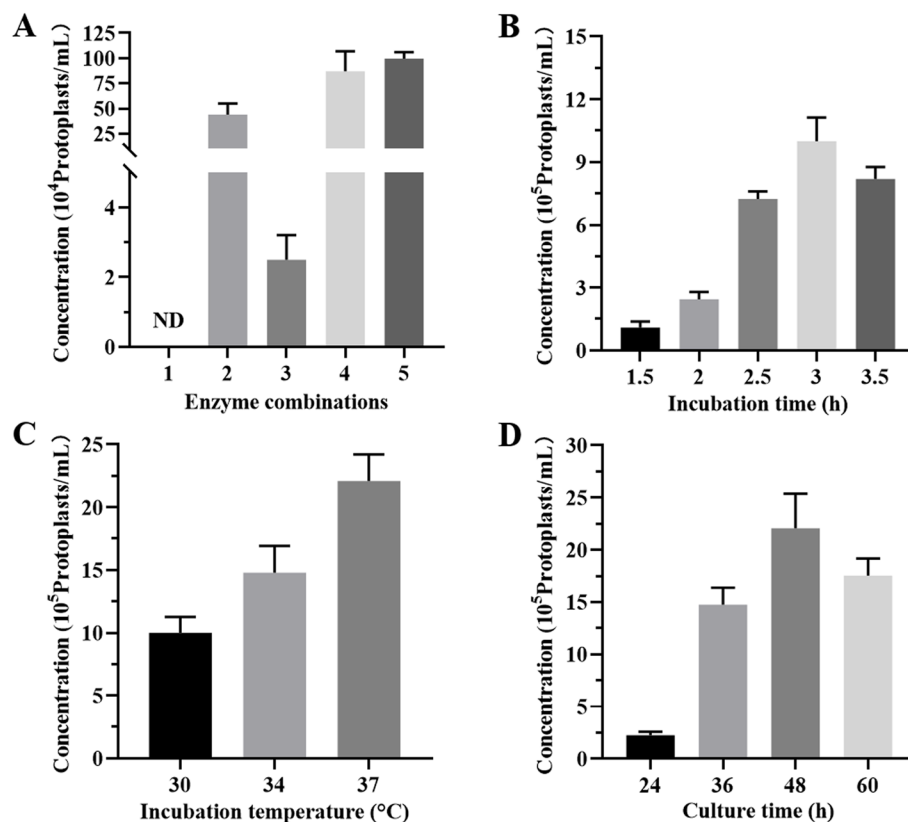 A
Concentration (10⁴Protoplasts/mL)
125
100
75
50
25
4
2
0
ND
1 2 3 4 5
Enzyme combinations
B
Concentration (10⁵Protoplasts/mL)
15
12
9
6
3
0
1.5 2 2.5 3 3.5
Incubation time (h)
C
Concentration (10⁵Protoplasts/mL)
25
20
15
10
5
0
30 34 37
Incubation temperature (°C)
D
Concentration (10⁵Protoplasts/mL)
30
25
20
15
10
5
0
24 36 48 60
Culture time (h)